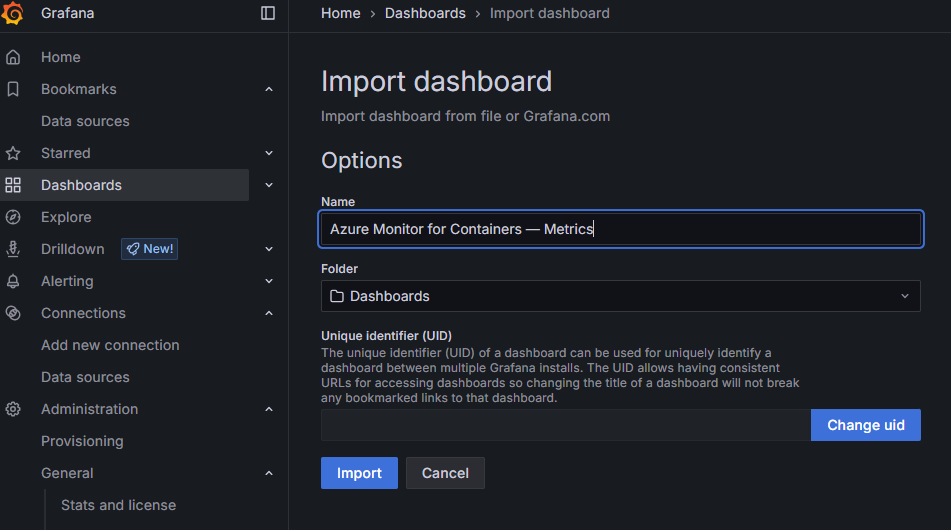 Grafana
Home
Bookmarks
Data sources
Starred
Dashboards
Explore
Drilldown New!
Alerting
Connections
Add new connection
Data sources
Administration
Provisioning
General
Stats and license
Home › Dashboards › Import dashboard
Import dashboard
Import dashboard from file or Grafana.com
Options
Name
Azure Monitor for Containers — Metrics
Folder
Dashboards
Unique identifier (UID)
The unique identifier (UID) of a dashboard can be used for uniquely identify a
dashboard between multiple Grafana installs. The UID allows having consistent
URLs for accessing dashboards so changing the title of a dashboard will not break
any bookmarked links to that dashboard.
Change uid
Import Cancel